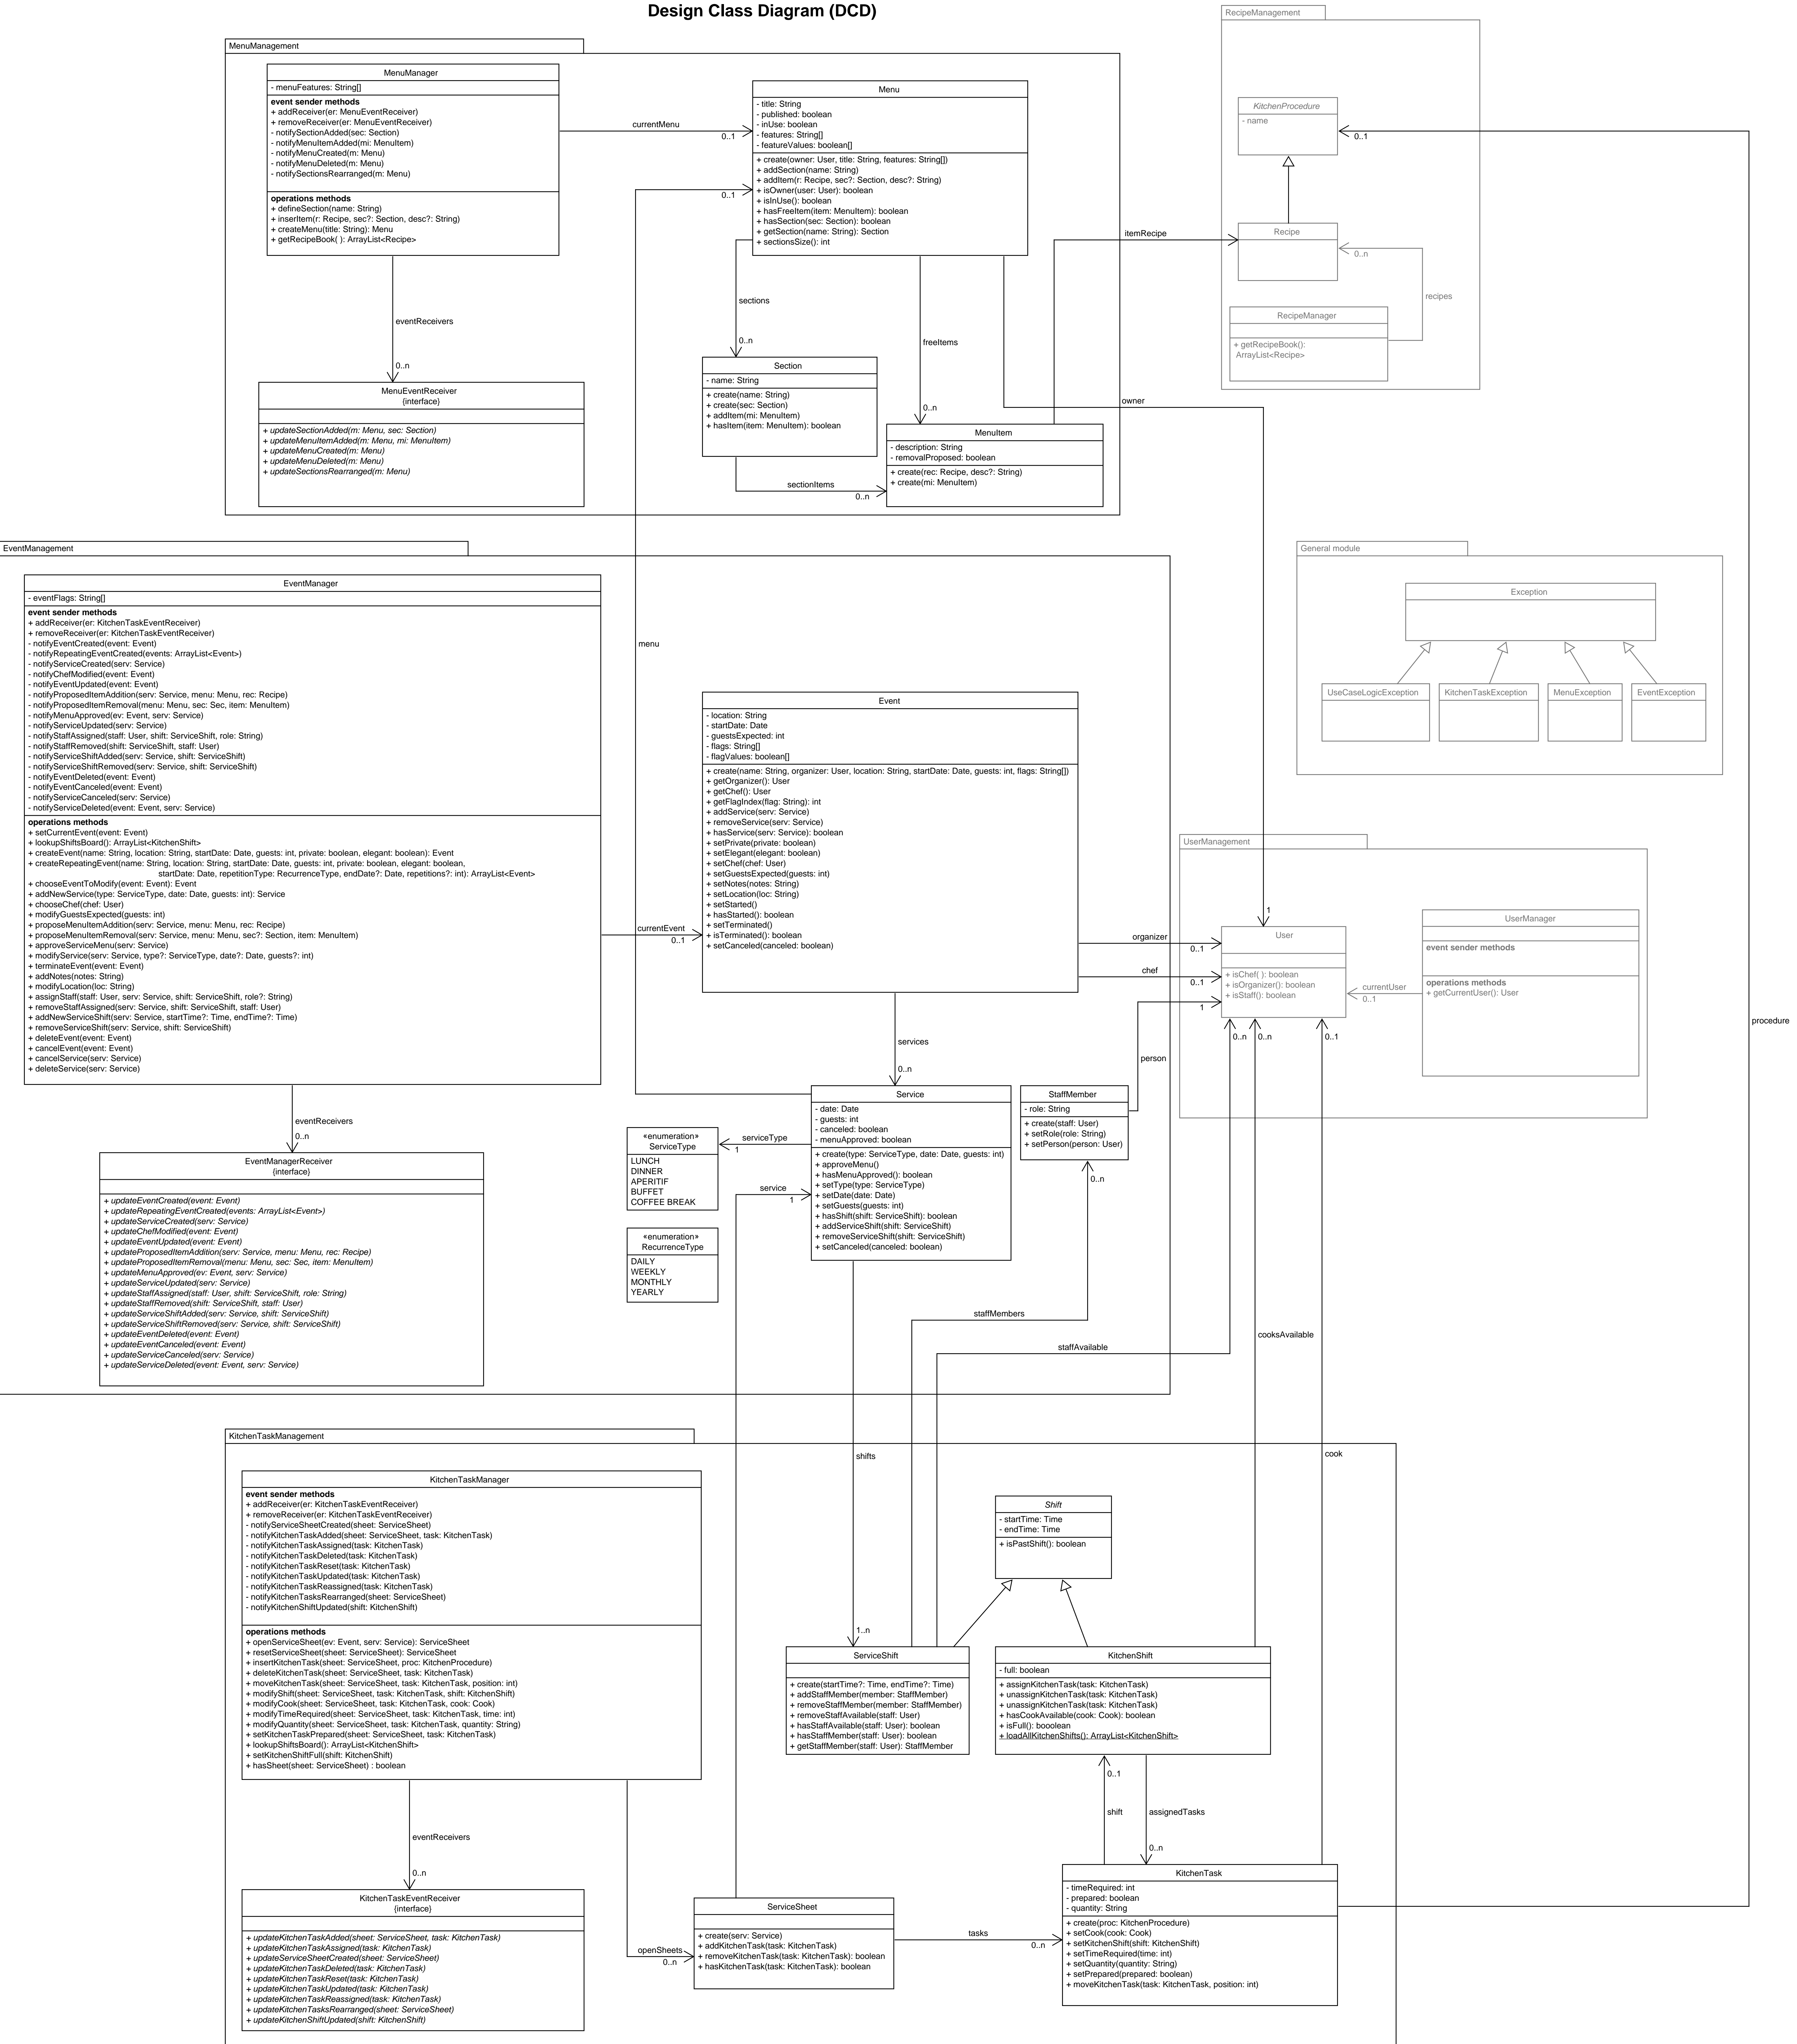 Design Class Diagram (DCD)
RecipeManagement
KitchenProcedure
- name
0..1
Recipe
0..n
recipes
RecipeManager
+ getRecipeBook():
ArrayList<Recipe>
MenuManagement
MenuManager
- menuFeatures: String[]
event sender methods
+ addReceiver(er: MenuEventReceiver)
+ removeReceiver(er: MenuEventReceiver)
- notifySectionAdded(sec: Section)
- notifyMenuItemAdded(mi: MenuItem)
- notifyMenuCreated(m: Menu)
- notifyMenuDeleted(m: Menu)
- notifySectionsRearranged(m: Menu)
operations methods
+ defineSection(name: String)
+ inserItem(r: Recipe, sec?: Section, desc?: String)
+ createMenu(title: String): Menu
+ getRecipeBook( ): ArrayList<Recipe>
currentMenu
0..1
Menu
- title: String
- published: boolean
- inUse: boolean
- features: String[]
- featureValues: boolean[]
+ create(owner: User, title: String, features: String[])
+ addSection(name: String)
+ addItem(r: Recipe, sec?: Section, desc?: String)
+ isOwner(user: User): boolean
+ isInUse(): boolean
+ hasFreeItem(item: MenuItem): boolean
+ hasSection(sec: Section): boolean
+ getSection(name: String): Section
+ sectionsSize(): int
0..1
itemRecipe
eventReceivers
0..n
sections
0..n
freeItems
0..n
owner
MenuEventReceiver
{interface}
+ updateSectionAdded(m: Menu, sec: Section)
+ updateMenuItemAdded(m: Menu, mi: MenuItem)
+ updateMenuCreated(m: Menu)
+ updateMenuDeleted(m: Menu)
+ updateSectionsRearranged(m: Menu)
Section
- name: String
+ create(name: String)
+ create(sec: Section)
+ addItem(mi: MenuItem)
+ hasItem(item: MenuItem): boolean
sectionItems
0..n
MenuItem
- description: String
- removalProposed: boolean
+ create(rec: Recipe, desc?: String)
+ create(mi: MenuItem)
EventManagement
EventManager
- eventFlags: String[]
event sender methods
+ addReceiver(er: KitchenTaskEventReceiver)
+ removeReceiver(er: KitchenTaskEventReceiver)
- notifyEventCreated(event: Event)
- notifyRepeatingEventCreated(events: ArrayList<Event>)
- notifyServiceCreated(serv: Service)
- notifyChefModified(event: Event)
- notifyEventUpdated(event: Event)
- notifyProposedItemAddition(serv: Service, menu: Menu, rec: Recipe)
- notifyProposedItemRemoval(menu: Menu, sec: Sec, item: MenuItem)
- notifyMenuApproved(ev: Event, serv: Service)
- notifyServiceUpdated(serv: Service)
- notifyStaffAssigned(staff: User, shift: ServiceShift, role: String)
- notifyStaffRemoved(shift: ServiceShift, staff: User)
- notifyServiceShiftAdded(serv: Service, shift: ServiceShift)
- notifyServiceShiftRemoved(serv: Service, shift: ServiceShift)
- notifyEventDeleted(event: Event)
- notifyEventCanceled(event: Event)
- notifyServiceCanceled(serv: Service)
- notifyServiceDeleted(event: Event, serv: Service)
operations methods
+ setCurrentEvent(event: Event)
+ lookupShiftsBoard(): ArrayList<KitchenShift>
+ createEvent(name: String, location: String, startDate: Date, guests: int, private: boolean, elegant: boolean): Event
+ createRepeatingEvent(name: String, location: String, startDate: Date, guests: int, private: boolean, elegant: boolean,
startDate: Date, repetitionType: RecurrenceType, endDate?: Date, repetitions?: int): ArrayList<Event>
+ chooseEventToModify(event: Event): Event
+ addNewService(type: ServiceType, date: Date, guests: int): Service
+ chooseChef(chef: User)
+ modifyGuestsExpected(guests: int)
+ proposeMenuItemAddition(serv: Service, menu: Menu, rec: Recipe)
+ proposeMenuItemRemoval(serv: Service, menu: Menu, sec?: Section, item: MenuItem)
+ approveServiceMenu(serv: Service)
+ modifyService(serv: Service, type?: ServiceType, date?: Date, guests?: int)
+ terminateEvent(event: Event)
+ addNotes(notes: String)
+ modifyLocation(loc: String)
+ assignStaff(staff: User, serv: Service, shift: ServiceShift, role?: String)
+ removeStaffAssigned(serv: Service, shift: ServiceShift, staff: User)
+ addNewServiceShift(serv: Service, startTime?: Time, endTime?: Time)
+ removeServiceShift(serv: Service, shift: ServiceShift)
+ deleteEvent(event: Event)
+ cancelEvent(event: Event)
+ cancelService(serv: Service)
+ deleteService(serv: Service)
menu
currentEvent
0..1
Event
- location: String
- startDate: Date
- guestsExpected: int
- flags: String[]
- flagValues: boolean[]
+ create(name: String, organizer: User, location: String, startDate: Date, guests: int, flags: String[])
+ getOrganizer(): User
+ getChef(): User
+ getFlagIndex(flag: String): int
+ addService(serv: Service)
+ removeService(serv: Service)
+ hasService(serv: Service): boolean
+ setPrivate(private: boolean)
+ setElegant(elegant: boolean)
+ setChef(chef: User)
+ setGuestsExpected(guests: int)
+ setNotes(notes: String)
+ setLocation(loc: String)
+ setStarted()
+ hasStarted(): boolean
+ setTerminated()
+ isTerminated(): boolean
+ setCanceled(canceled: boolean)
General module
Exception
UseCaseLogicException
KitchenTaskException
MenuException
EventException
UserManagement
1
organizer
0..1
chef
0..1
1
User
+ isChef( ): boolean
+ isOrganizer(): boolean
+ isStaff(): boolean
currentUser
0..1
UserManager
event sender methods
operations methods
+ getCurrentUser(): User
0..n
0..n
0..1
procedure
person
services
0..n
eventReceivers
0..n
EventManagerReceiver
{interface}
+ updateEventCreated(event: Event)
+ updateRepeatingEventCreated(events: ArrayList<Event>)
+ updateServiceCreated(serv: Service)
+ updateChefModified(event: Event)
+ updateEventUpdated(event: Event)
+ updateProposedItemAddition(serv: Service, menu: Menu, rec: Recipe)
+ updateProposedItemRemoval(menu: Menu, sec: Sec, item: MenuItem)
+ updateMenuApproved(ev: Event, serv: Service)
+ updateServiceUpdated(serv: Service)
+ updateStaffAssigned(staff: User, shift: ServiceShift, role: String)
+ updateStaffRemoved(shift: ServiceShift, staff: User)
+ updateServiceShiftAdded(serv: Service, shift: ServiceShift)
+ updateServiceShiftRemoved(serv: Service, shift: ServiceShift)
+ updateEventDeleted(event: Event)
+ updateEventCanceled(event: Event)
+ updateServiceCanceled(serv: Service)
+ updateServiceDeleted(event: Event, serv: Service)
«enumeration»
ServiceType
LUNCH
DINNER
APERITIF
BUFFET
COFFEE BREAK
serviceType
1
service
1
«enumeration»
RecurrenceType
DAILY
WEEKLY
MONTHLY
YEARLY
Service
- date: Date
- guests: int
- canceled: boolean
- menuApproved: boolean
+ create(type: ServiceType, date: Date, guests: int)
+ approveMenu()
+ hasMenuApproved(): boolean
+ setType(type: ServiceType)
+ setDate(date: Date)
+ setGuests(guests: int)
+ hasShift(shift: ServiceShift): boolean
+ addServiceShift(shift: ServiceShift)
+ removeServiceShift(shift: ServiceShift)
+ setCanceled(canceled: boolean)
StaffMember
- role: String
+ create(staff: User)
+ setRole(role: String)
+ setPerson(person: User)
0..n
staffMembers
staffAvailable
cooksAvailable
cook
shifts
KitchenTaskManagement
KitchenTaskManager
event sender methods
+ addReceiver(er: KitchenTaskEventReceiver)
+ removeReceiver(er: KitchenTaskEventReceiver)
- notifyServiceSheetCreated(sheet: ServiceSheet)
- notifyKitchenTaskAdded(sheet: ServiceSheet, task: KitchenTask)
- notifyKitchenTaskAssigned(task: KitchenTask)
- notifyKitchenTaskDeleted(task: KitchenTask)
- notifyKitchenTaskReset(task: KitchenTask)
- notifyKitchenTaskUpdated(task: KitchenTask)
- notifyKitchenTaskReassigned(task: KitchenTask)
- notifyKitchenTasksRearranged(sheet: ServiceSheet)
- notifyKitchenShiftUpdated(shift: KitchenShift)
operations methods
+ openServiceSheet(ev: Event, serv: Service): ServiceSheet
+ resetServiceSheet(sheet: ServiceSheet): ServiceSheet
+ insertKitchenTask(sheet: ServiceSheet, proc: KitchenProcedure)
+ deleteKitchenTask(sheet: ServiceSheet, task: KitchenTask)
+ moveKitchenTask(sheet: ServiceSheet, task: KitchenTask, position: int)
+ modifyShift(sheet: ServiceSheet, task: KitchenTask, shift: KitchenShift)
+ modifyCook(sheet: ServiceSheet, task: KitchenTask, cook: Cook)
+ modifyTimeRequired(sheet: ServiceSheet, task: KitchenTask, time: int)
+ modifyQuantity(sheet: ServiceSheet, task: KitchenTask, quantity: String)
+ setKitchenTaskPrepared(sheet: ServiceSheet, task: KitchenTask)
+ lookupShiftsBoard(): ArrayList<KitchenShift>
+ setKitchenShiftFull(shift: KitchenShift)
+ hasSheet(sheet: ServiceSheet) : boolean
Shift
- startTime: Time
- endTime: Time
+ isPastShift(): boolean
1..n
ServiceShift
+ create(startTime?: Time, endTime?: Time)
+ addStaffMember(member: StaffMember)
+ removeStaffMember(member: StaffMember)
+ removeStaffAvailable(staff: User)
+ hasStaffAvailable(staff: User): boolean
+ hasStaffMember(staff: User): boolean
+ getStaffMember(staff: User): StaffMember
KitchenShift
- full: boolean
+ assignKitchenTask(task: KitchenTask)
+ unassignKitchenTask(task: KitchenTask)
+ unassignKitchenTask(task: KitchenTask)
+ hasCookAvailable(cook: Cook): boolean
+ isFull(): booolean
+ loadAllKitchenShifts(): ArrayList<KitchenShift>
0..1
shift
assignedTasks
0..n
eventReceivers
0..n
KitchenTaskEventReceiver
{interface}
+ updateKitchenTaskAdded(sheet: ServiceSheet, task: KitchenTask)
+ updateKitchenTaskAssigned(task: KitchenTask)
+ updateServiceSheetCreated(sheet: ServiceSheet)
+ updateKitchenTaskDeleted(task: KitchenTask)
+ updateKitchenTaskReset(task: KitchenTask)
+ updateKitchenTaskUpdated(task: KitchenTask)
+ updateKitchenTaskReassigned(task: KitchenTask)
+ updateKitchenTasksRearranged(sheet: ServiceSheet)
+ updateKitchenShiftUpdated(shift: KitchenShift)
openSheets
0..n
ServiceSheet
+ create(serv: Service)
+ addKitchenTask(task: KitchenTask)
+ removeKitchenTask(task: KitchenTask): boolean
+ hasKitchenTask(task: KitchenTask): boolean
tasks
0..n
KitchenTask
- timeRequired: int
- prepared: boolean
- quantity: String
+ create(proc: KitchenProcedure)
+ setCook(cook: Cook)
+ setKitchenShift(shift: KitchenShift)
+ setTimeRequired(time: int)
+ setQuantity(quantity: String)
+ setPrepared(prepared: boolean)
+ moveKitchenTask(task: KitchenTask, position: int)